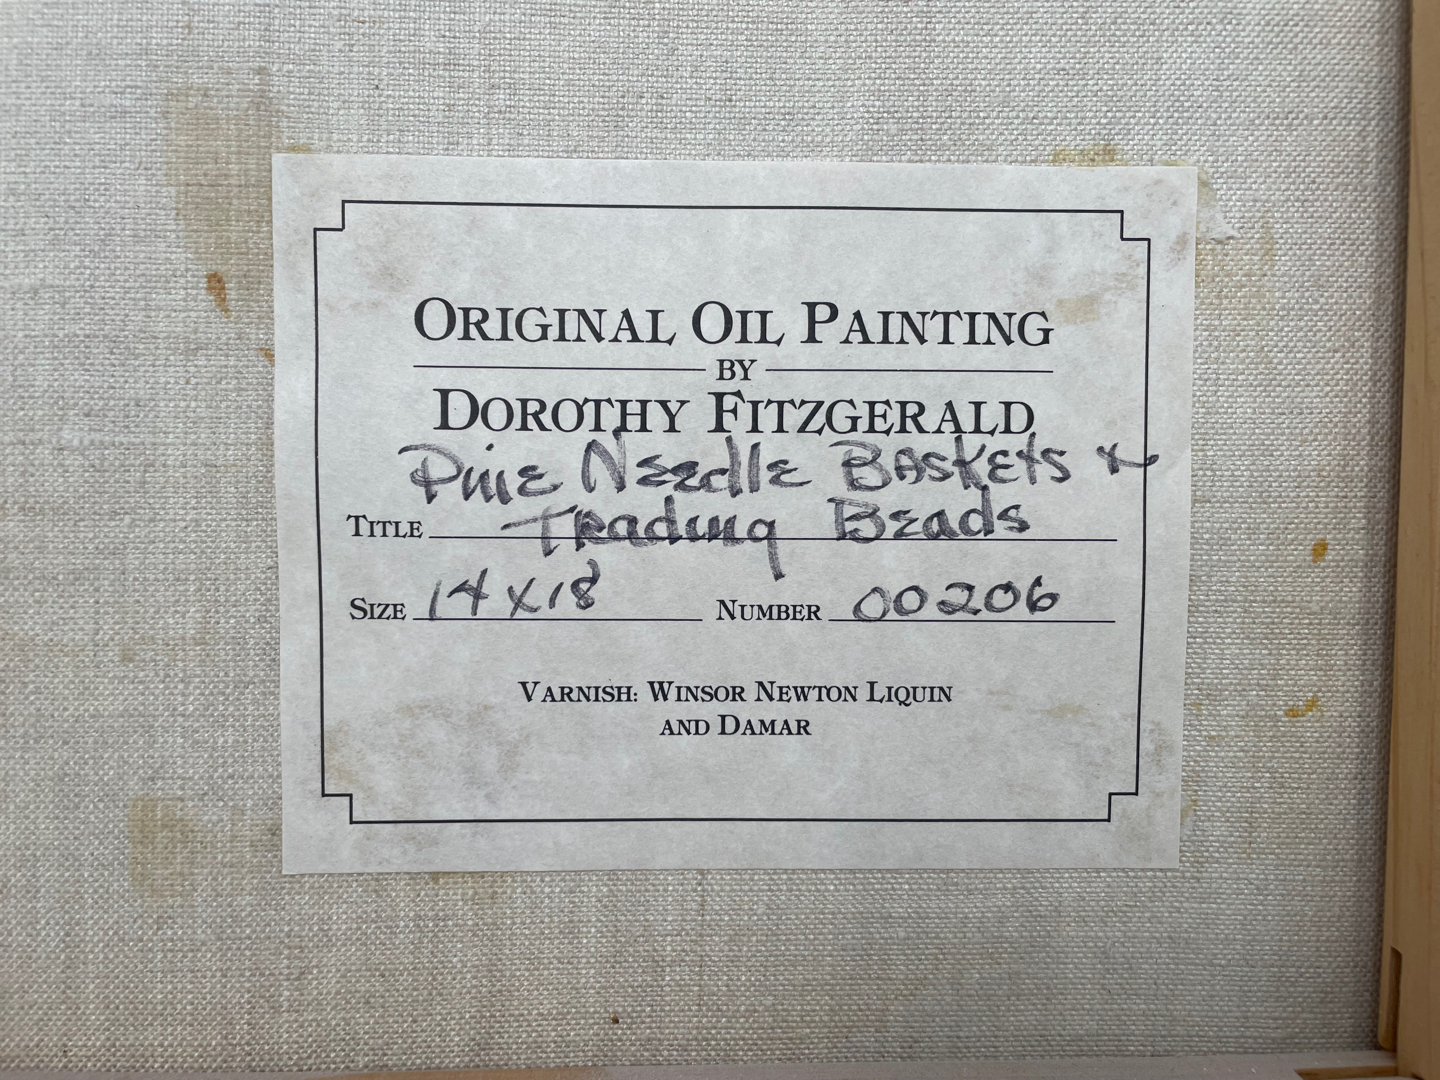 ORIGINAL OIL PAINTING
BY
DOROTHY FITZGERALD
Pine Needle Baskets &
TITLE Trading Beads
SIZE 14 x 18 NUMBER 00206
VARNISH: WINSOR NEWTON LIQUIN
AND DAMAR